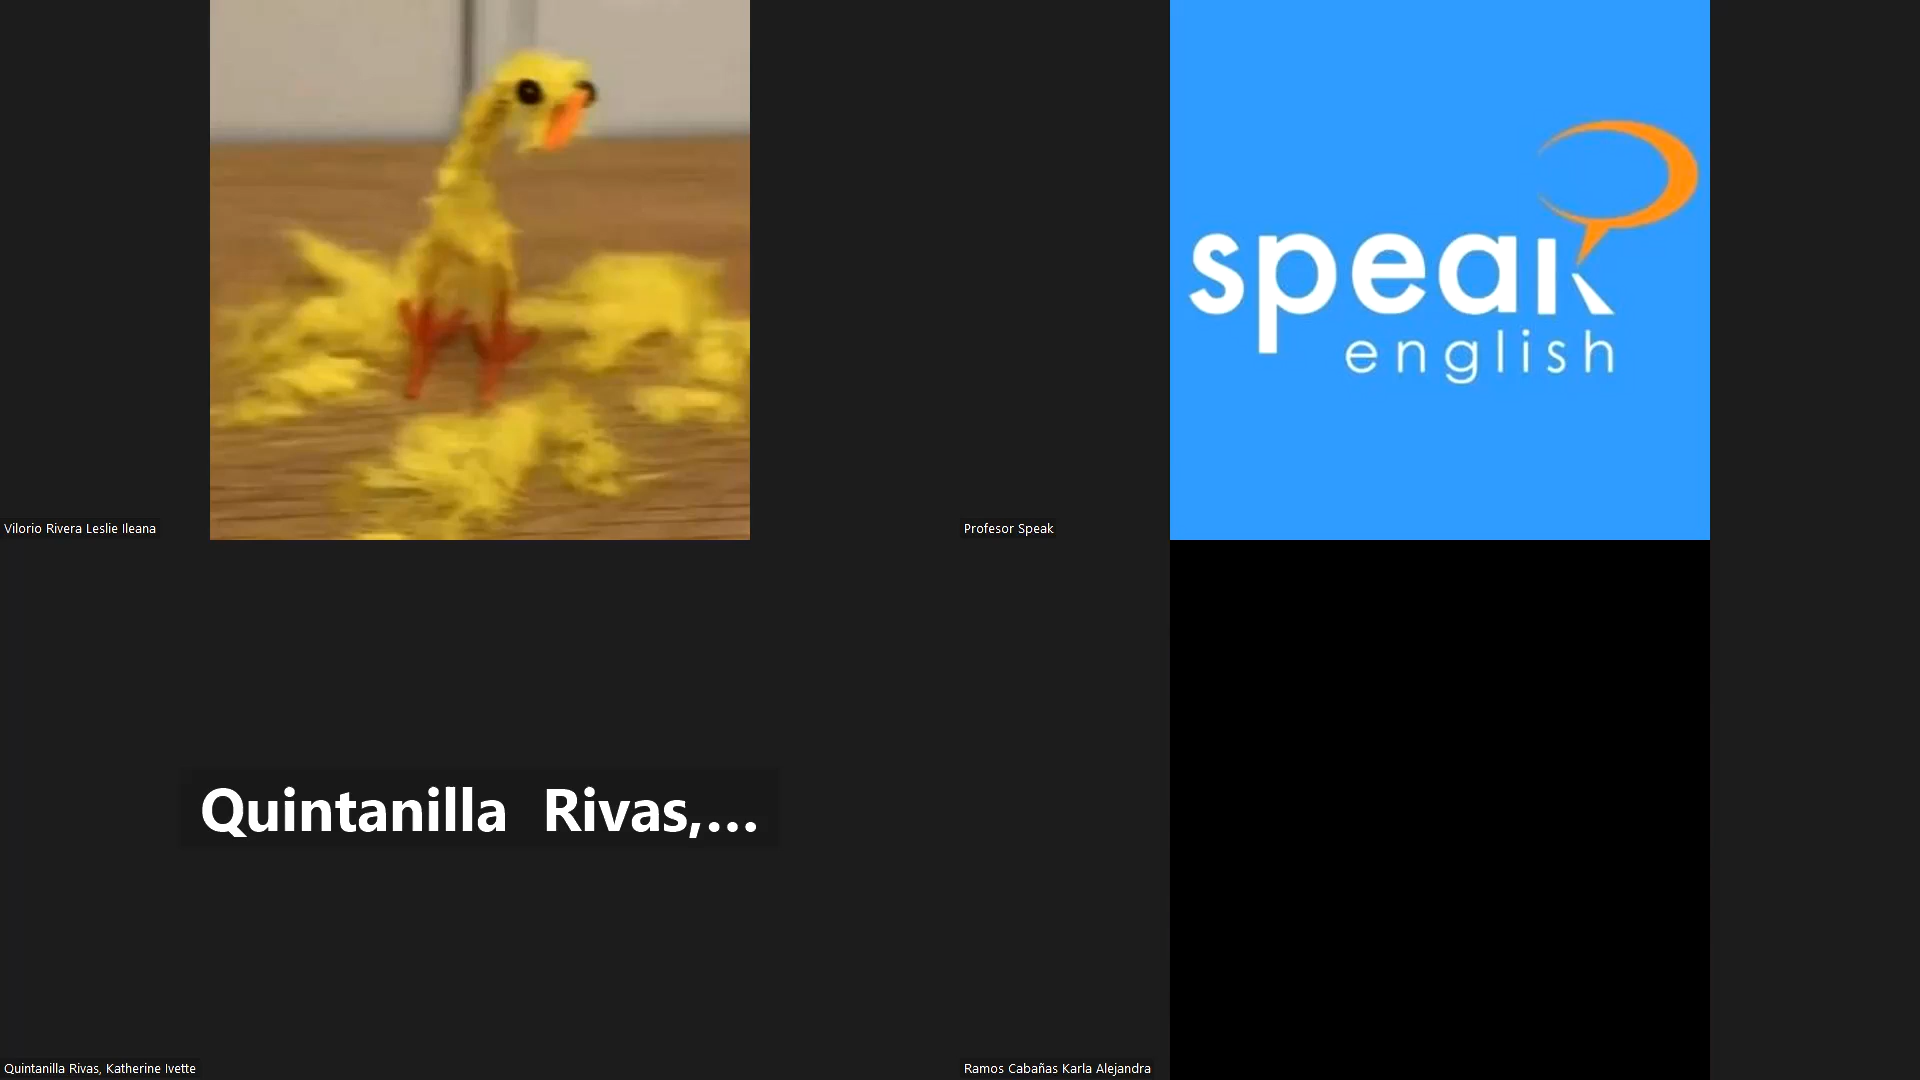 speak
english
Vilorio Rivera Leslie Ileana
Profesor Speak
Quintanilla Rivas,...
Quintanilla Rivas, Katherine Ivette
Ramos Cabañas Karla Alejandra